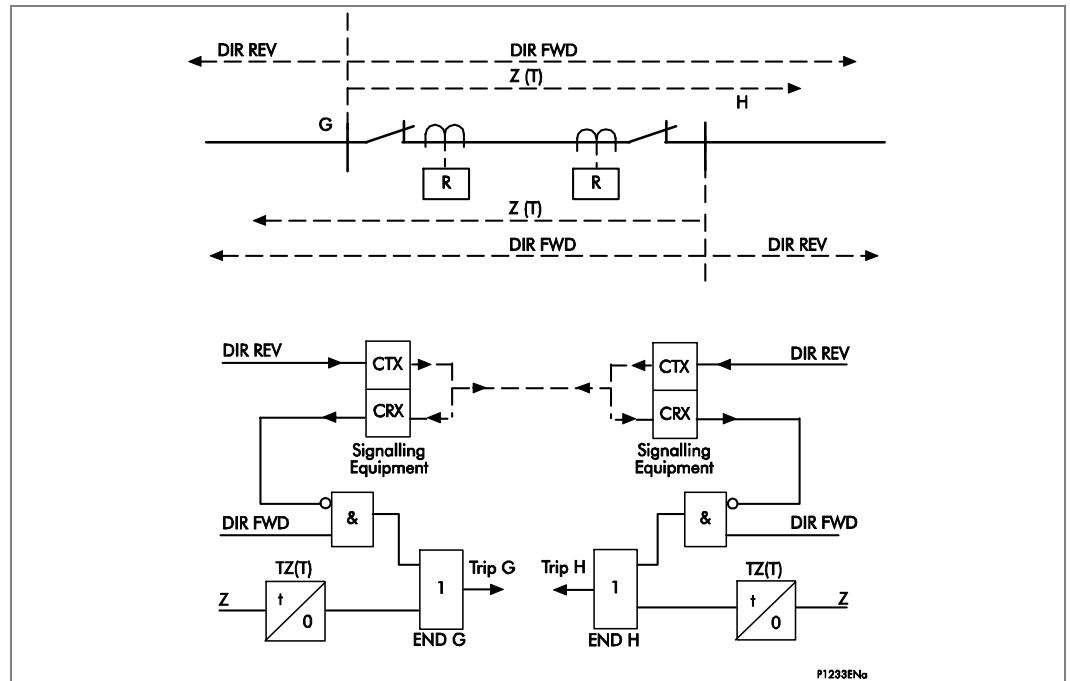 DIR REV DIR FWD
Z (T)
H
G
R R
Z (T)
DIR FWD DIR REV
DIR REV CTX CTX DIR REV
CRX CRX
Signalling Signalling
Equipment Equipment
& &
DIR FWD DIR FWD
TZ(T) Trip G Trip H TZ(T)
Z t 1 1 t Z
0 0
END G END H
P1233ENa